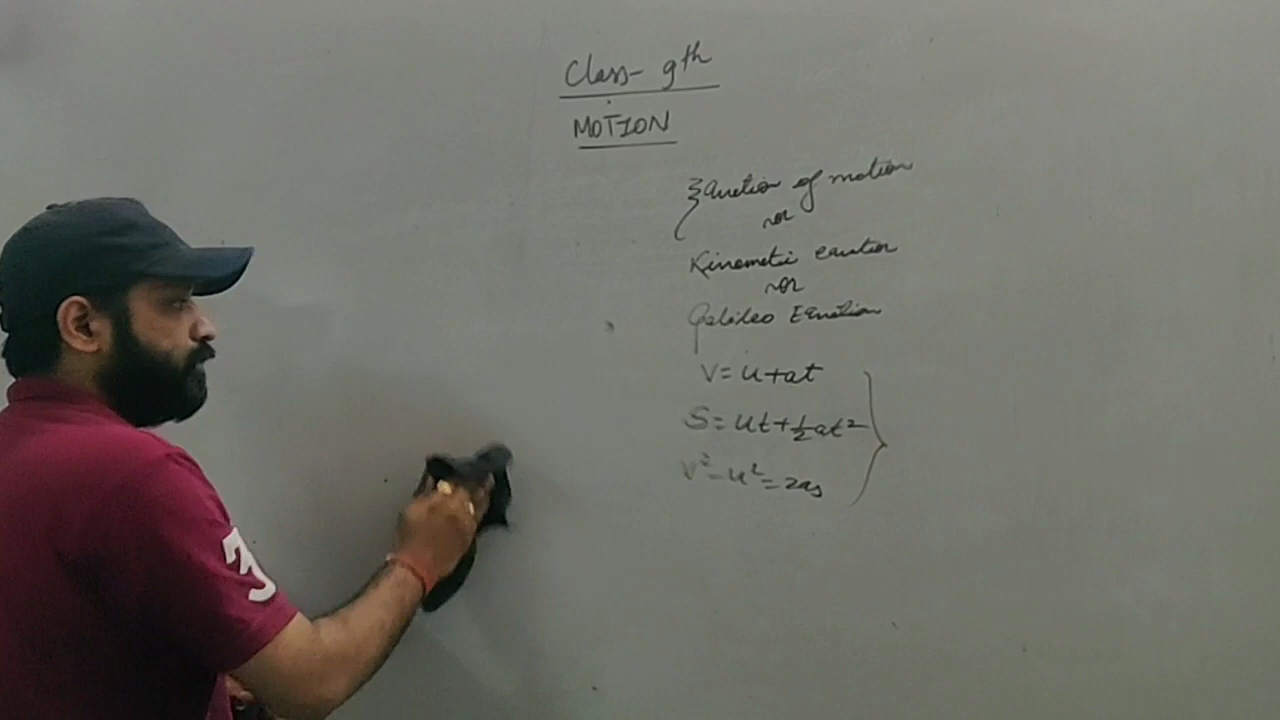 Class- 9th
MOTION
Equation of motion
or
Kinematic equation
or
Galileo Equation
V = u+at
S = ut+½at²
V²-u² = 2as
3